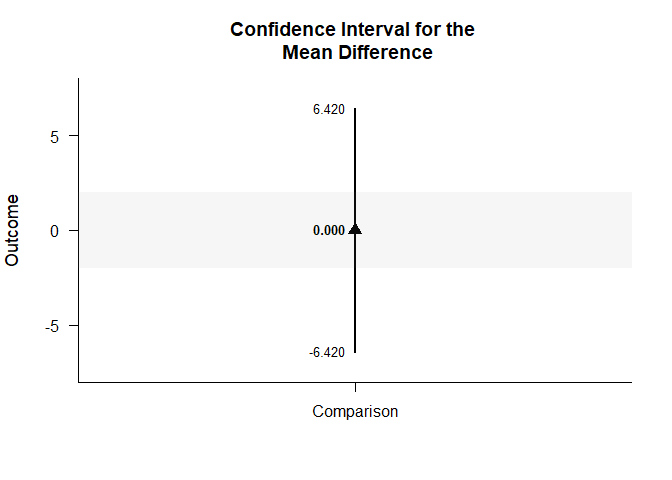 Confidence Interval for the
Mean Difference
6.420
5
Outcome
0
0.000
-5
-6.420
Comparison